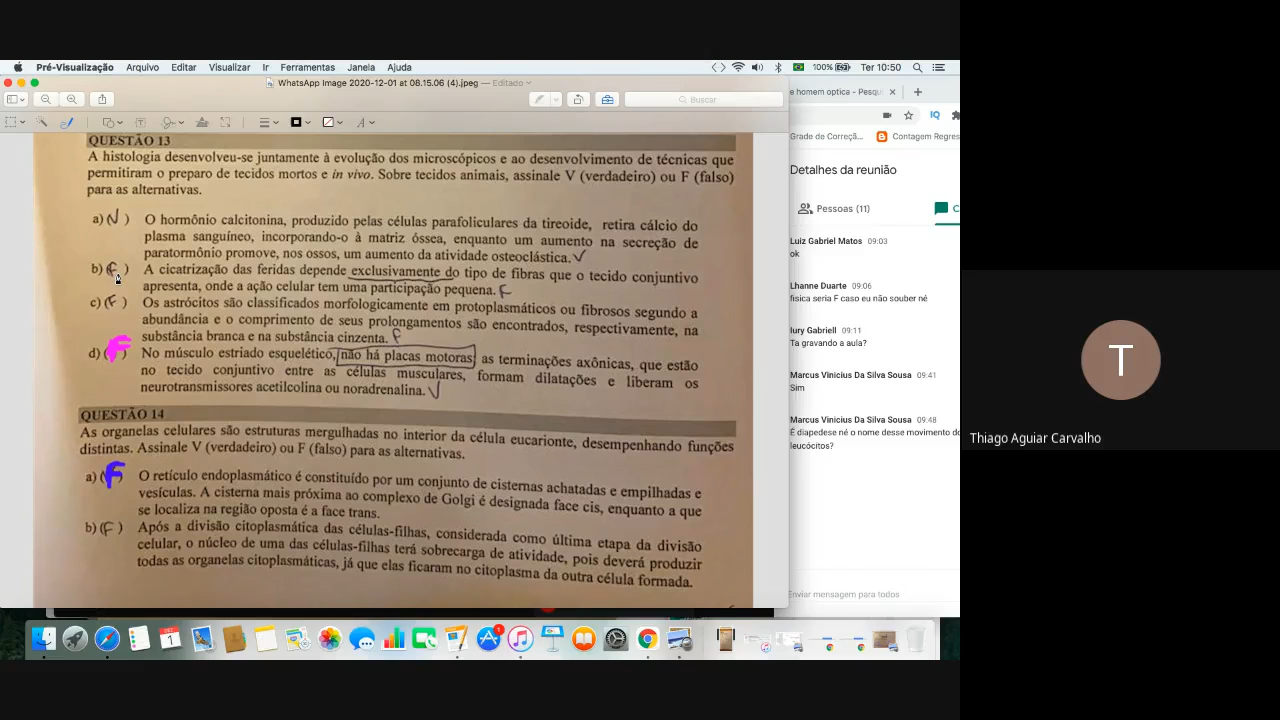 Pré-Visualização Arquivo Editar Visualizar Ir Ferramentas Janela Ajuda 100% Ter 10:50
WhatsApp Image 2020-12-01 at 08.15.06 (4).jpeg — Editado
Buscar
e homem optica - Pesqu
Grade de Correçã... Contagem Regres
QUESTÃO 13
A histologia desenvolveu-se juntamente à evolução dos microscópios e ao desenvolvimento de técnicas que
permitiram o preparo de tecidos mortos e in vivo. Sobre tecidos animais, assinale V (verdadeiro) ou F (falso)
para as alternativas.
a) (V) O hormônio calcitonina, produzido pelas células parafoliculares da tireoide, retira cálcio do
plasma sanguíneo, incorporando-o à matriz óssea, enquanto um aumento na secreção de
paratormônio promove, nos ossos, um aumento da atividade osteoclástica. V
b) (F) A cicatrização das feridas depende exclusivamente do tipo de fibras que o tecido conjuntivo
apresenta, onde a ação celular tem uma participação pequena. F
c) (F) Os astrócitos são classificados morfologicamente em protoplasmáticos ou fibrosos segundo a
abundância e o comprimento de seus prolongamentos são encontrados, respectivamente, na
substância branca e na substância cinzenta. F
d) (F) No músculo estriado esquelético, não há placas motoras, as terminações axônicas, que estão
no tecido conjuntivo entre as células musculares, formam dilatações e liberam os
neurotransmissores acetilcolina ou noradrenalina. V
QUESTÃO 14
As organelas celulares são estruturas mergulhadas no interior da célula eucarionte, desempenhando funções
distintas. Assinale V (verdadeiro) ou F (falso) para as alternativas.
a) (F) O retículo endoplasmático é constituído por um conjunto de cisternas achatadas e empilhadas e
vesículas. A cisterna mais próxima ao complexo de Golgi é designada face cis, enquanto a que
se localiza na região oposta é a face trans.
b) (F) Após a divisão citoplasmática das células-filhas, considerada como última etapa da divisão
celular, o núcleo de uma das células-filhas terá sobrecarga de atividade, pois deverá produzir
todas as organelas citoplasmáticas, já que elas ficaram no citoplasma da outra célula formada.
Detalhes da reunião
Pessoas (11) C
Luiz Gabriel Matos 09:03
ok
Lhanne Duarte 09:06
fisica seria F caso eu não souber né
Iury Gabriell 09:11
Ta gravando a aula?
Marcus Vinicius Da Silva Sousa 09:41
Sim
Marcus Vinicius Da Silva Sousa 09:48
É diapedese né o nome desse movimento do
leucócitos?
Enviar mensagem para todos
T
Thiago Aguiar Carvalho